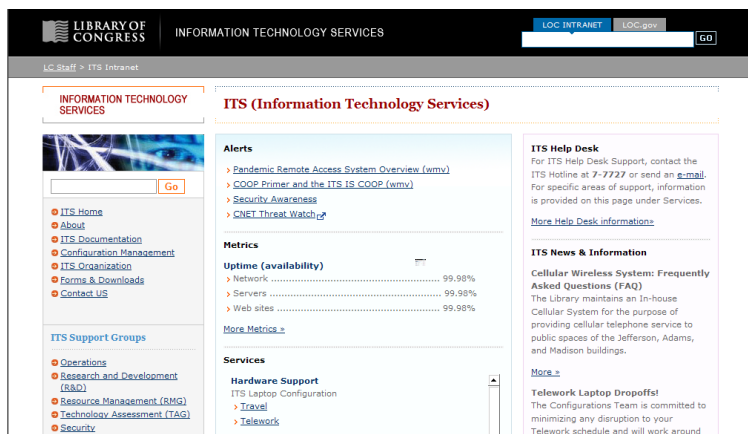 LIBRARY OF
CONGRESS
INFORMATION TECHNOLOGY SERVICES
LOC INTRANET
LOC.gov
GO
LC Staff > ITS Intranet
INFORMATION TECHNOLOGY
SERVICES
Go
ITS Home
About
ITS Documentation
Configuration Management
ITS Organization
Forms & Downloads
Contact US
ITS Support Groups
Operations
Research and Development
(R&D)
Resource Management (RMG)
Technology Assessment (TAG)
Security
ITS (Information Technology Services)
Alerts
> Pandemic Remote Access System Overview (wmv)
> COOP Primer and the ITS IS COOP (wmv)
> Security Awareness
> CNET Threat Watch
Metrics
Uptime (availability)
> Network ................................................ 99.98%
> Servers ................................................ 99.98%
> Web sites ............................................. 99.98%
More Metrics »
Services
Hardware Support
ITS Laptop Configuration
> Travel
> Telework
ITS Help Desk
For ITS Help Desk Support, contact the
ITS Hotline at 7-7727 or send an e-mail.
For specific areas of support, information
is provided on this page under Services.
More Help Desk information»
ITS News & Information
Cellular Wireless System: Frequently
Asked Questions (FAQ)
The Library maintains an In-house
Cellular System for the purpose of
providing cellular telephone service to
public spaces of the Jefferson, Adams,
and Madison buildings.
More »
Telework Laptop Dropoffs!
The Configurations Team is committed to
minimizing any disruption to your
Telework schedule and will work around